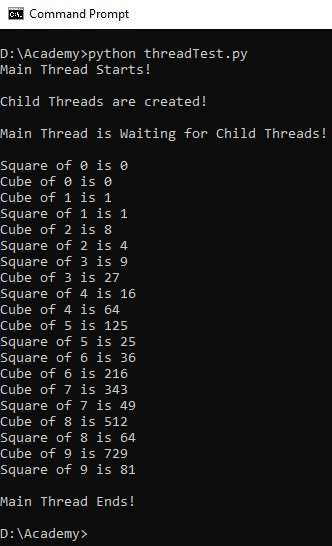 Command Prompt
D:\Academy>python threadTest.py
Main Thread Starts!
Child Threads are created!
Main Thread is Waiting for Child Threads!
Square of 0 is 0
Cube of 0 is 0
Cube of 1 is 1
Square of 1 is 1
Cube of 2 is 8
Square of 2 is 4
Square of 3 is 9
Cube of 3 is 27
Square of 4 is 16
Cube of 4 is 64
Cube of 5 is 125
Square of 5 is 25
Square of 6 is 36
Cube of 6 is 216
Cube of 7 is 343
Square of 7 is 49
Cube of 8 is 512
Square of 8 is 64
Cube of 9 is 729
Square of 9 is 81
Main Thread Ends!
D:\Academy>